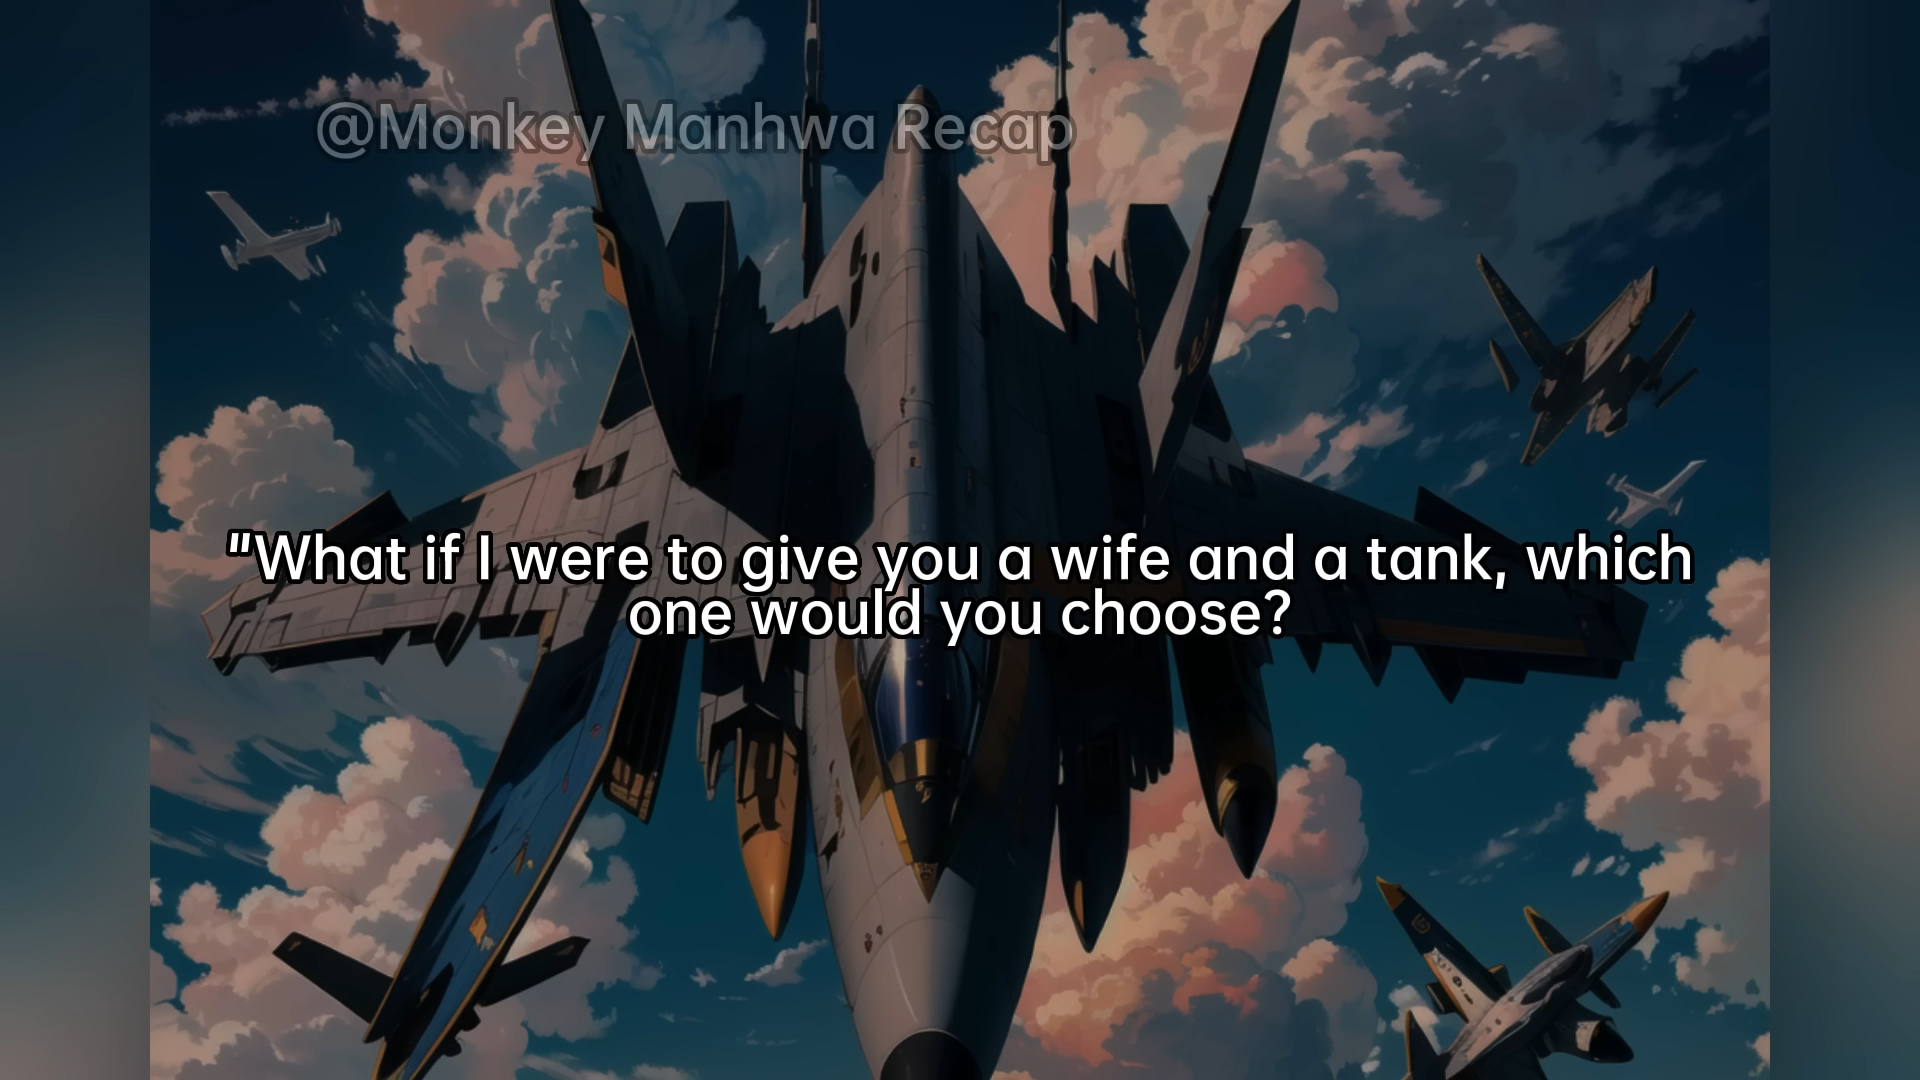 @Monkey Manhwa Recap
"What if I were to give you a wife and a tank, which
one would you choose?